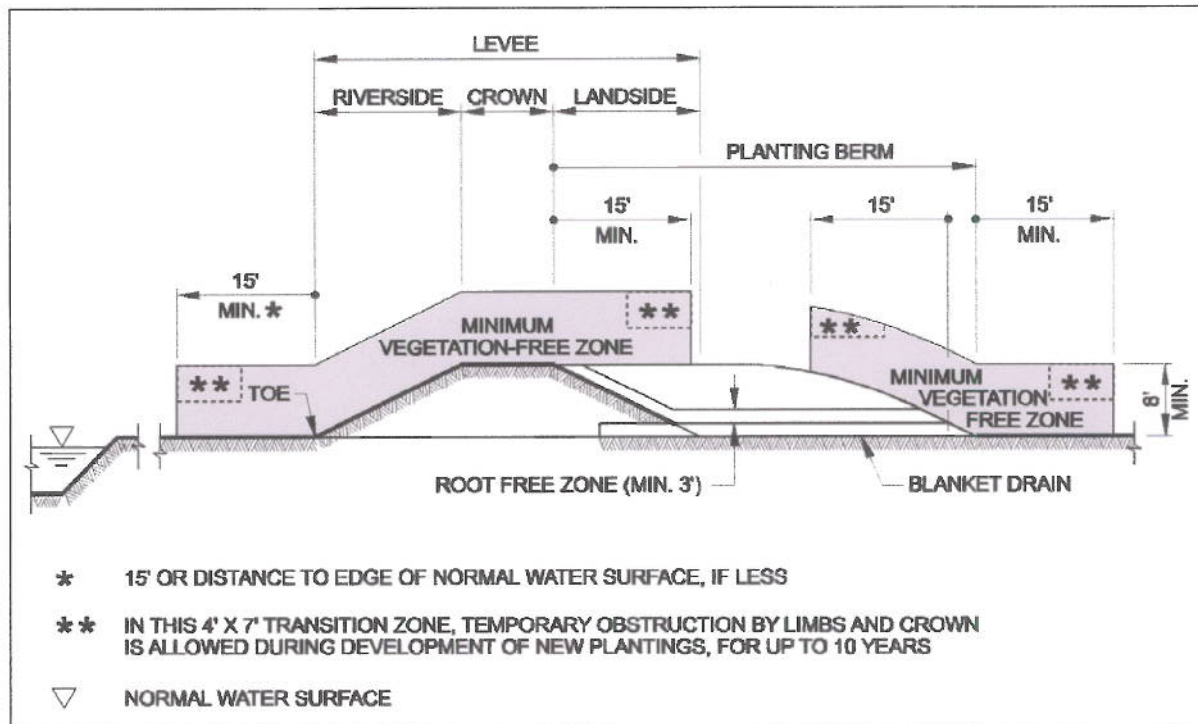 LEVEE
RIVERSIDE CROWN LANDSIDE
PLANTING BERM
15'
MIN.
15'
15'
MIN.
15'
MIN. *
**
MINIMUM
VEGETATION-FREE ZONE
**
**
TOE
MINIMUM
VEGETATION
FREE ZONE
**
8'
MIN.
ROOT FREE ZONE (MIN. 3')
BLANKET DRAIN
* 15' OR DISTANCE TO EDGE OF NORMAL WATER SURFACE, IF LESS
** IN THIS 4' X 7' TRANSITION ZONE, TEMPORARY OBSTRUCTION BY LIMBS AND CROWN
IS ALLOWED DURING DEVELOPMENT OF NEW PLANTINGS, FOR UP TO 10 YEARS
NORMAL WATER SURFACE